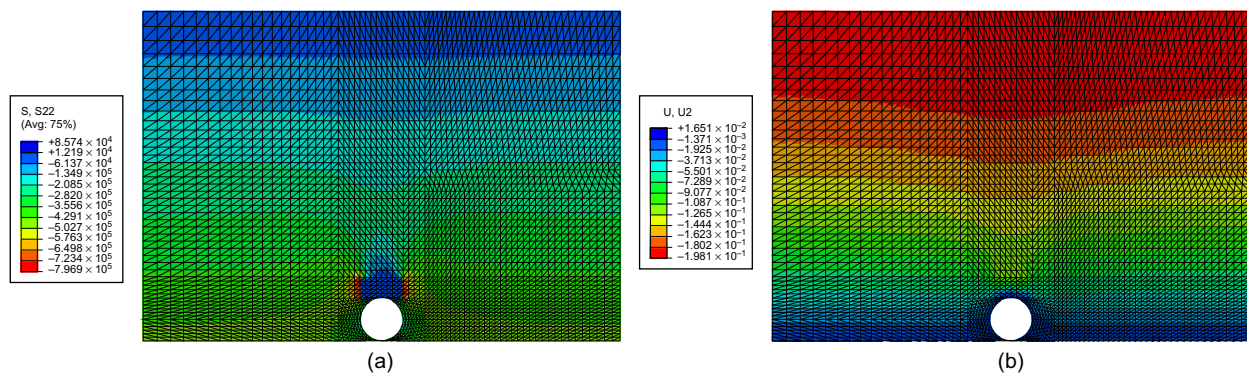 S, S22
(Avg: 75%)
+8.574 × 10⁴
+1.219 × 10⁴
−6.137 × 10⁴
−1.349 × 10⁵
−2.085 × 10⁵
−2.820 × 10⁵
−3.556 × 10⁵
−4.291 × 10⁵
−5.027 × 10⁵
−5.763 × 10⁵
−6.498 × 10⁵
−7.234 × 10⁵
−7.969 × 10⁵
(a)
U, U2
+1.651 × 10⁻²
−1.371 × 10⁻³
−1.925 × 10⁻²
−3.713 × 10⁻²
−5.501 × 10⁻²
−7.289 × 10⁻²
−9.077 × 10⁻²
−1.087 × 10⁻¹
−1.265 × 10⁻¹
−1.444 × 10⁻¹
−1.623 × 10⁻¹
−1.802 × 10⁻¹
−1.981 × 10⁻¹
(b)